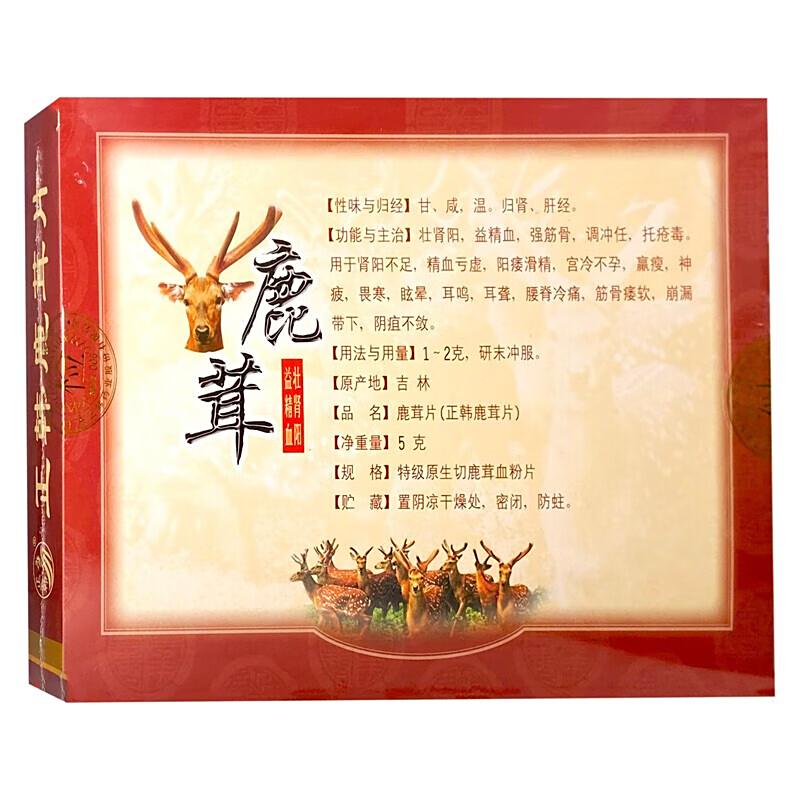 【性味与归经】甘、咸，温。归肾、肝经。
【功能与主治】壮肾阳，益精血，强筋骨，调冲任，托疮毒。
用于肾阳不足，精血亏虚，阳痿滑精，宫冷不孕，羸瘦，神
疲，畏寒，眩晕，耳鸣，耳聋，腰脊冷痛，筋骨痿软，崩漏
带下，阴疽不敛。
【用法与用量】1~2克，研末冲服。
【原产地】吉 林
【品 名】鹿茸片(正韩鹿茸片)
【净重量】5 克
【规 格】特级原生切鹿茸血粉片
【贮 藏】置阴凉干燥处，密闭，防蛀。
鹿
茸
壮肾阳
益精血
正韩鹿茸片